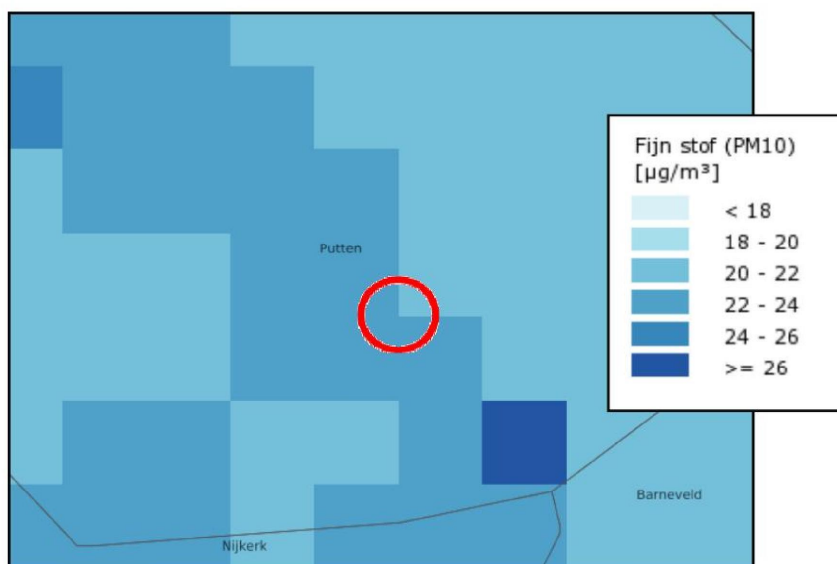 Fijn stof (PM10)
[µg/m³]
< 18
18 - 20
20 - 22
22 - 24
24 - 26
>= 26
Putten
Barneveld
Nijkerk